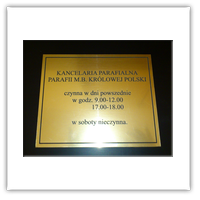 KANCELARIA PARAFIALNA
PARAFII M.B. KRÓLOWEJ POLSKI
czynna w dni powszednie
w godz. 9.00-12.00
17.00-18.00
w soboty nieczynna.